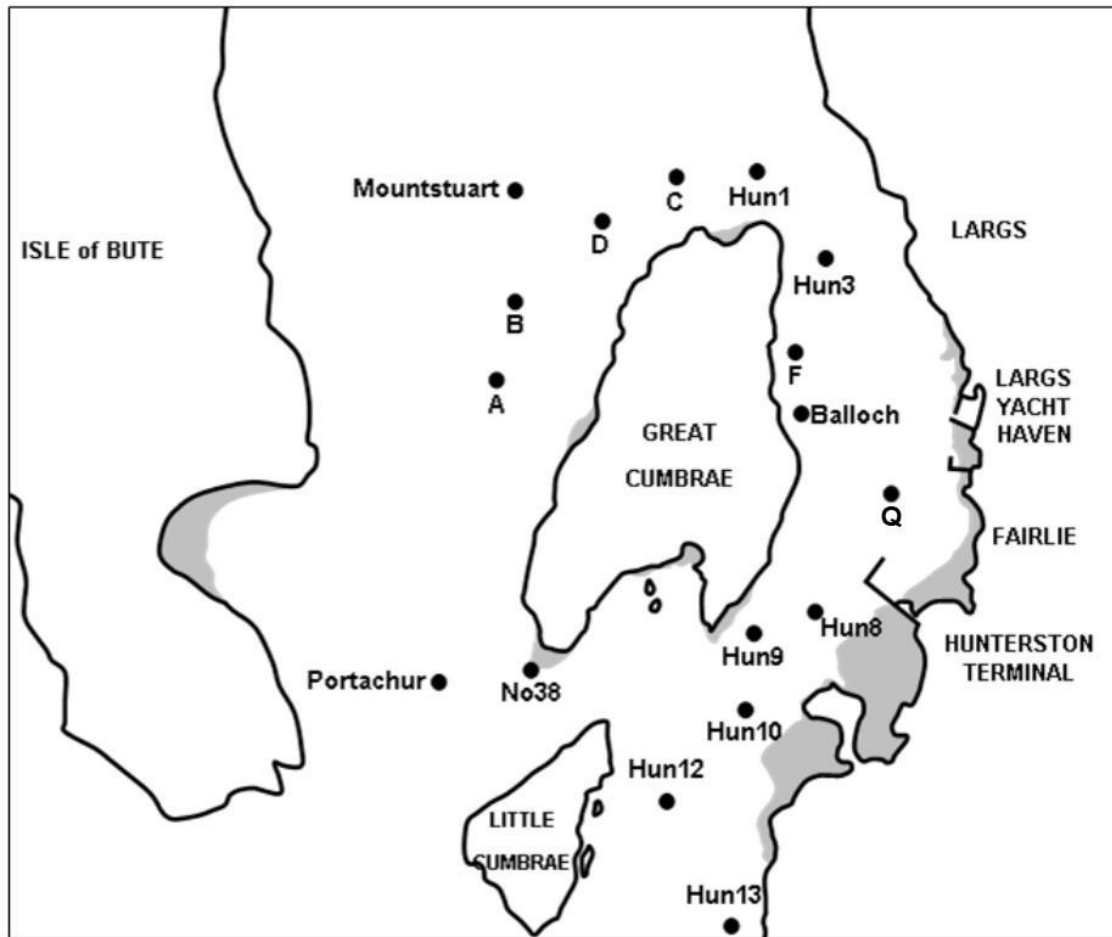 Mountstuart
C
Hun1
D
LARGS
ISLE of BUTE
Hun3
B
F
A
LARGS
YACHT
HAVEN
Balloch
GREAT
CUMBRAE
Q
FAIRLIE
Hun8
Hun9
HUNTERSTON
TERMINAL
Portachur
No38
Hun10
Hun12
LITTLE
CUMBRAE
Hun13